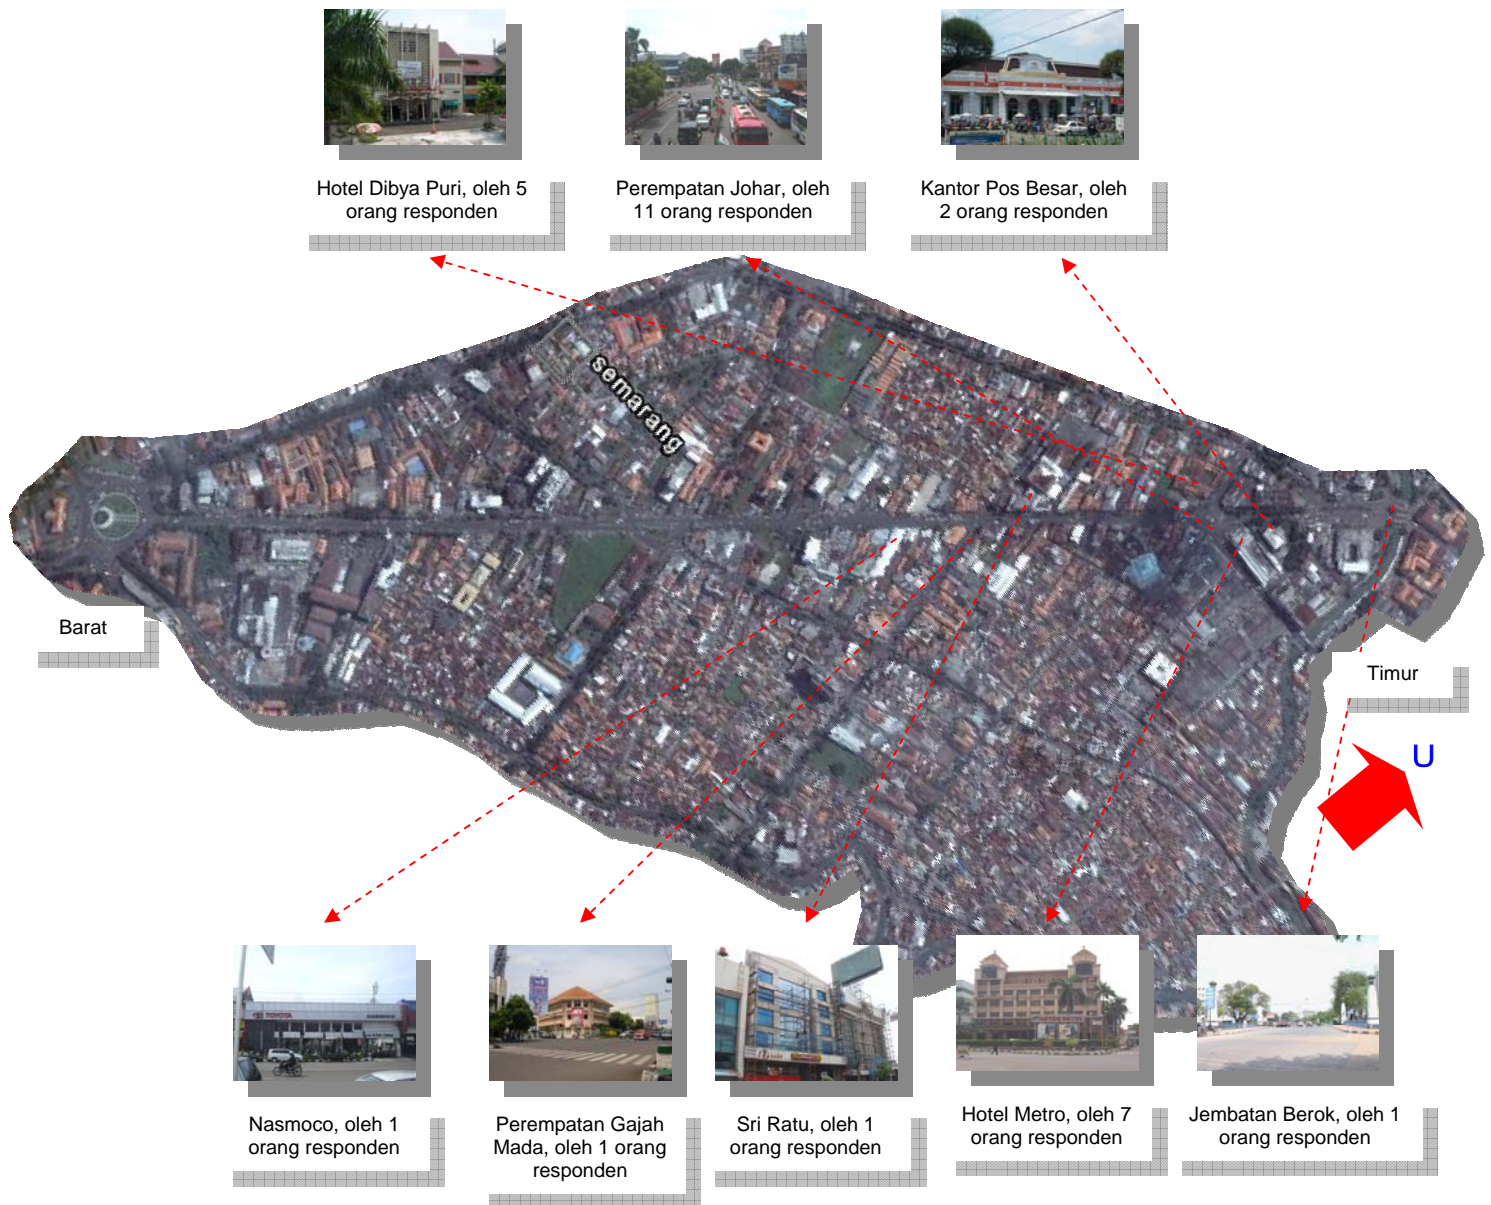 Hotel Dibya Puri, oleh 5
orang responden
Perempatan Johar, oleh
11 orang responden
Kantor Pos Besar, oleh
2 orang responden
semarang
Barat
Timur
U
TOYOTA
NASMOCO
Nasmoco, oleh 1
orang responden
Perempatan Gajah
Mada, oleh 1 orang
responden
Sri Ratu, oleh 1
orang responden
Hotel Metro, oleh 7
orang responden
Jembatan Berok, oleh 1
orang responden